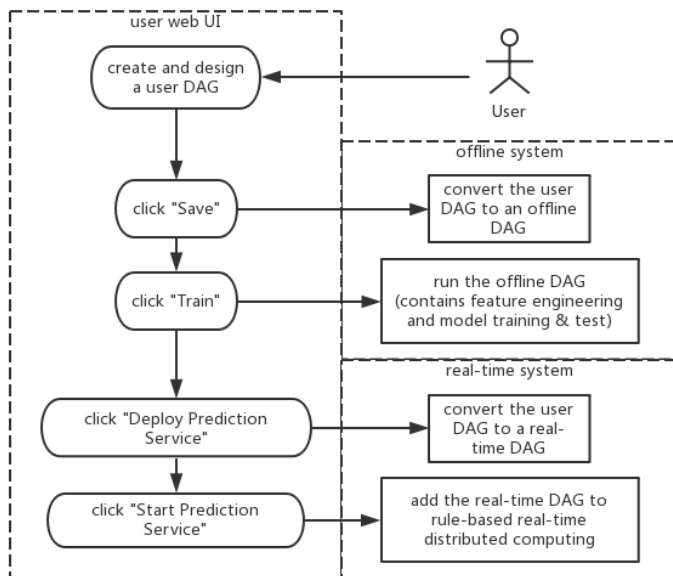 user web UI
create and design
a user DAG
User
offline system
click "Save"
convert the user
DAG to an offline
DAG
click "Train"
run the offline DAG
(contains feature engineering
and model training & test)
real-time system
click "Deploy Prediction
Service"
convert the user
DAG to a real-
time DAG
click "Start Prediction
Service"
add the real-time DAG to
rule-based real-time
distributed computing